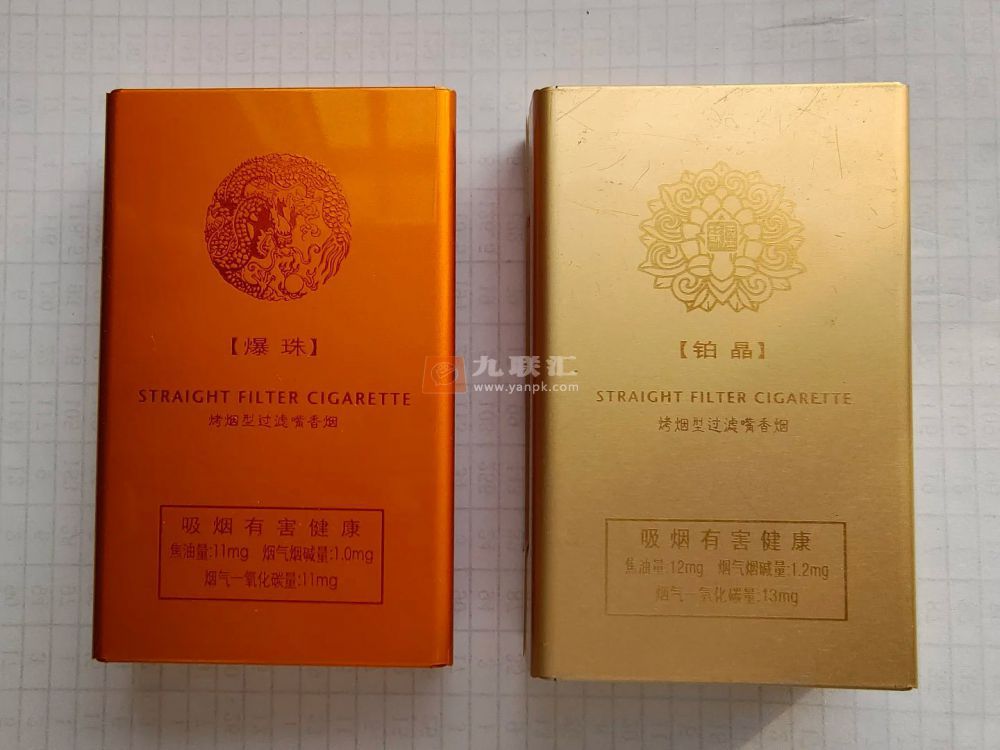 【爆珠】
STRAIGHT FILTER CIGARETTE
烤烟型过滤嘴香烟
吸烟有害健康
焦油量:11mg 烟气烟碱量:1.0mg
烟气一氧化碳量:11mg
【铂晶】
STRAIGHT FILTER CIGARETTE
烤烟型过滤嘴香烟
吸烟有害健康
焦油量:12mg 烟气烟碱量:1.2mg
烟气一氧化碳量:13mg
九联汇
www.yanpk.com